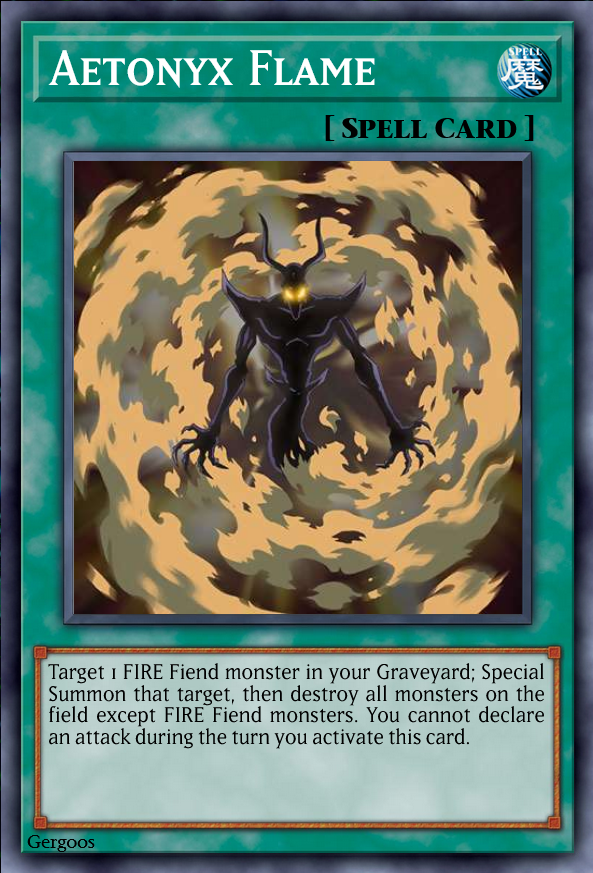 Aetonyx Flame
SPELL
魔
[ Spell Card ]
Target 1 FIRE Fiend monster in your Graveyard; Special
Summon that target, then destroy all monsters on the
field except FIRE Fiend monsters. You cannot declare
an attack during the turn you activate this card.
Gergoos